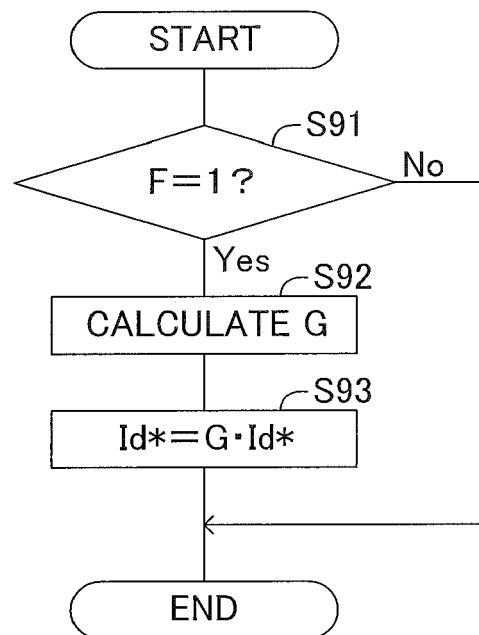 START
S91
F=1?
No
Yes
S92
CALCULATE G
S93
Id*=G·Id*
END